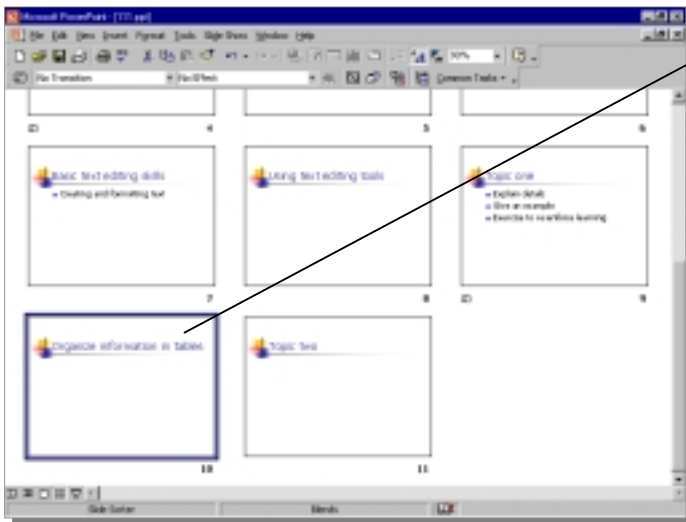 Microsoft PowerPoint - [111.ppt]
File Edit View Insert Format Tools Slide Show Window Help
No Transition No Effect Common Tasks
4 5 6
Basic text editing skills
Creating and formatting text
7
Using text editing tools
8
Topic one
Explain details
Give an example
Exercise to re-enforce learning
9
Organize information in tables
10
Topic two
11
Slide Sorter Blends